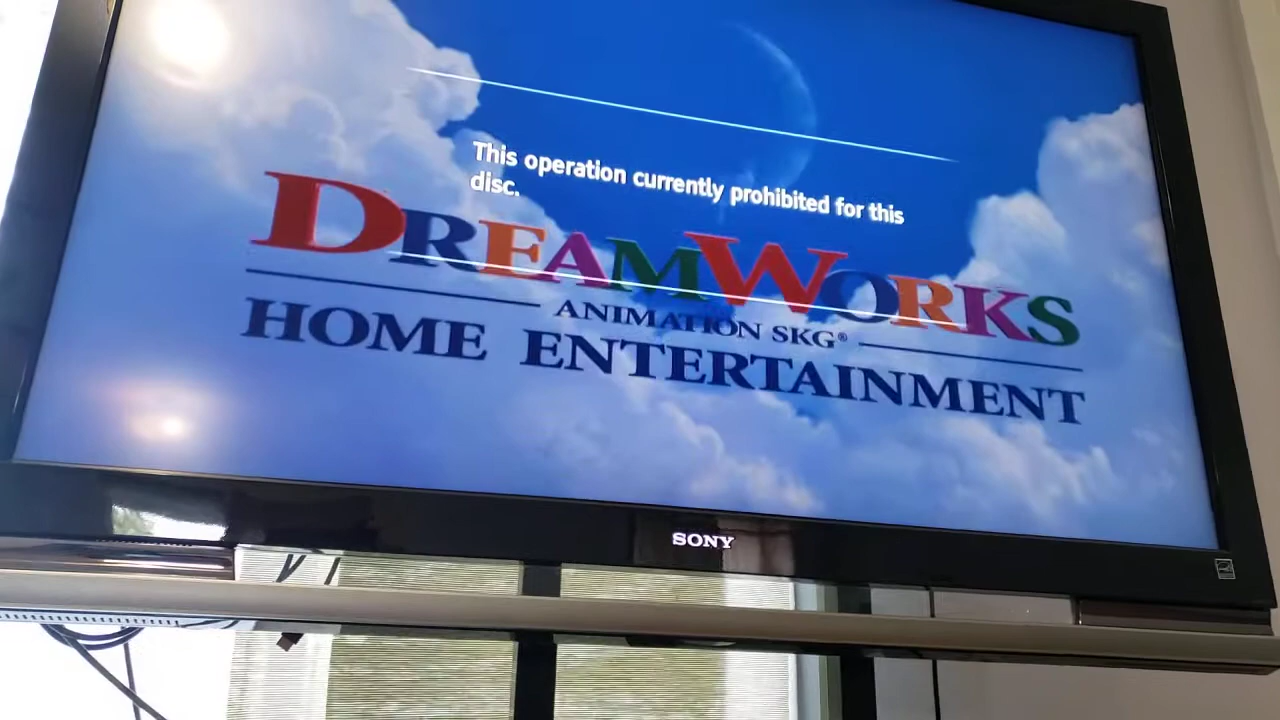 This operation currently prohibited for this
disc.
DREAMWORKS
ANIMATION SKG®
HOME ENTERTAINMENT
SONY